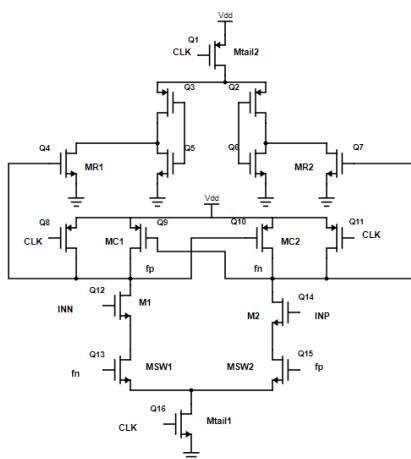 Vdd
Q1
CLK
Mtail2
Q3
Q2
Q4
Q5
Q6
Q7
MR1
MR2
Vdd
Q8
Q9
Q10
Q11
CLK
MC1
MC2
CLK
fp
fn
Q12
M1
Q14
INN
M2
INP
Q13
MSW1
MSW2
Q15
fn
fp
Q16
Mtail1
CLK